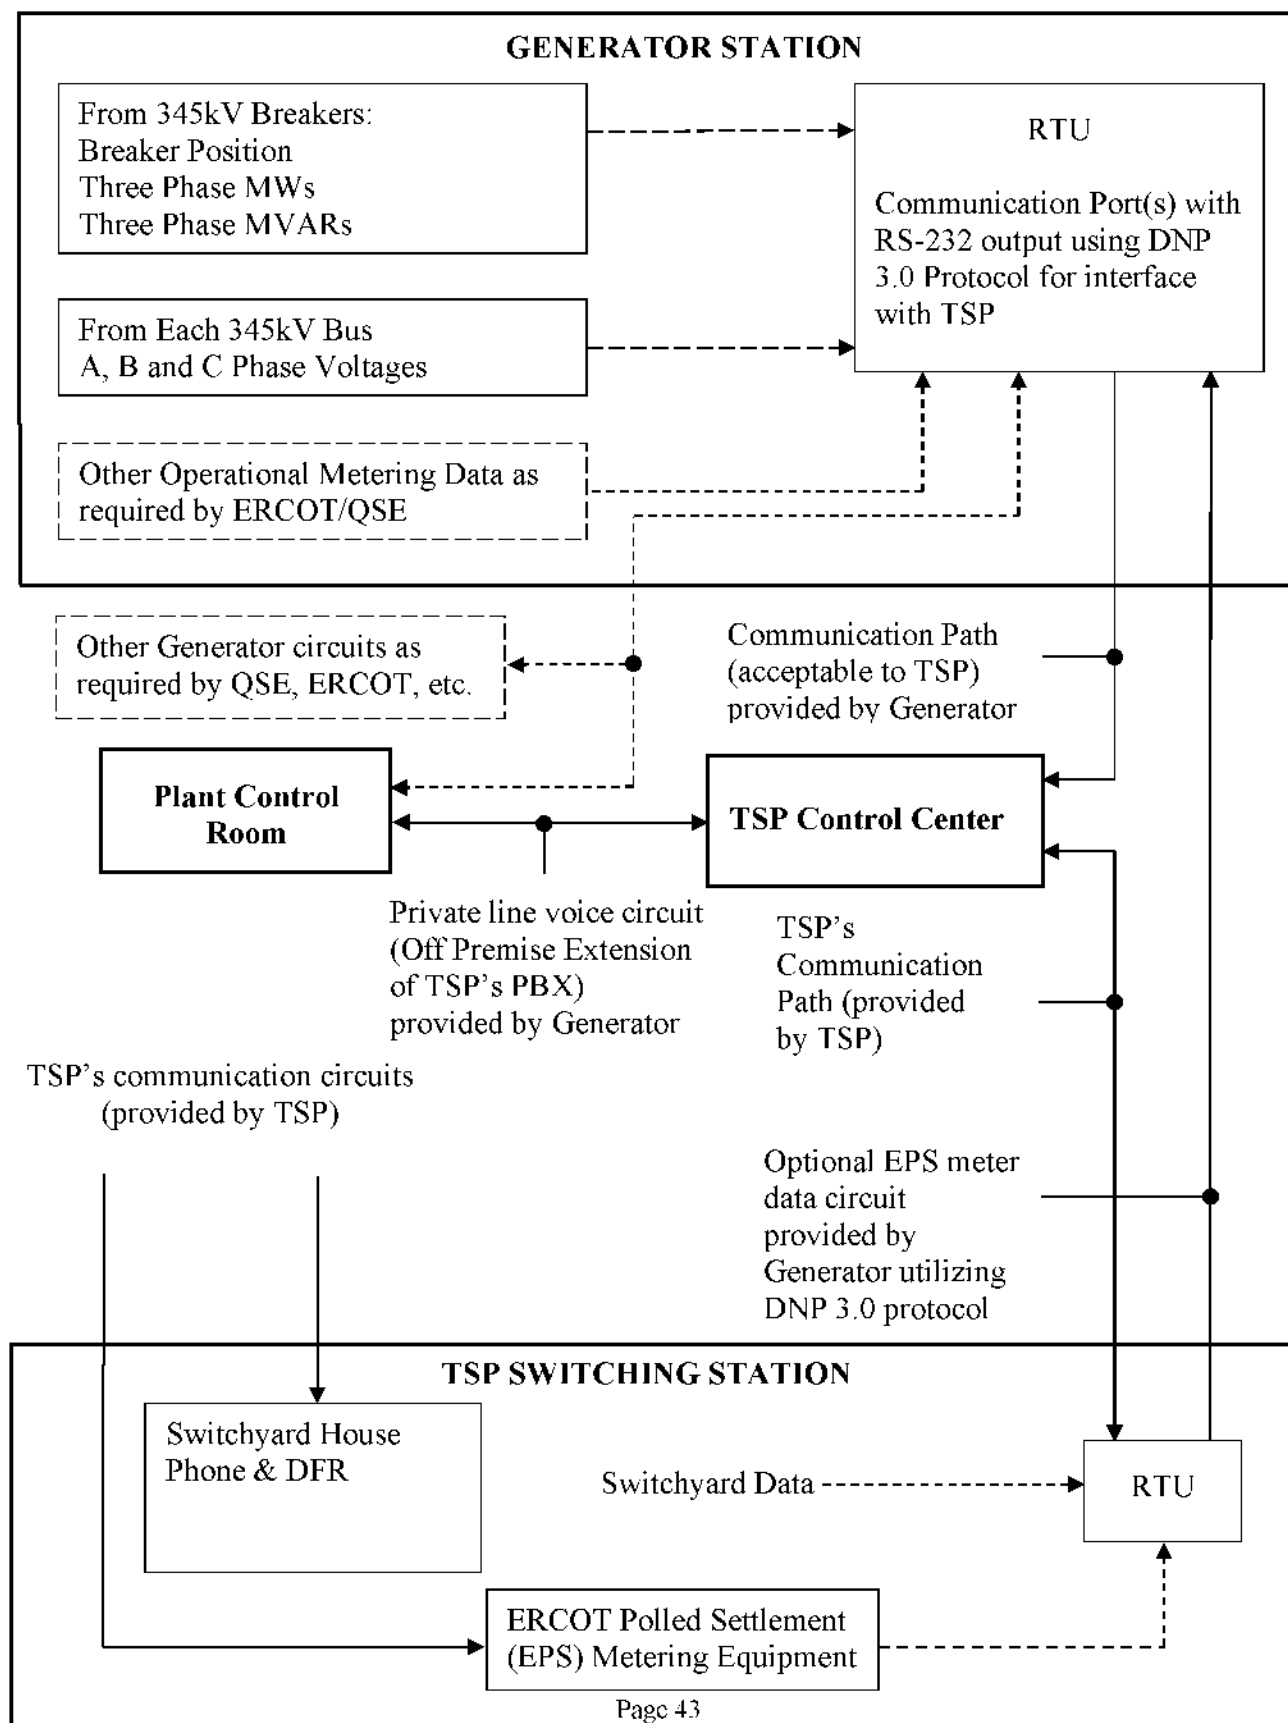 GENERATOR STATION
From 345kV Breakers:
Breaker Position
Three Phase MWs
Three Phase MVARs
RTU
Communication Port(s) with
RS-232 output using DNP
3.0 Protocol for interface
with TSP
From Each 345kV Bus
A, B and C Phase Voltages
Other Operational Metering Data as
required by ERCOT/QSE
Other Generator circuits as
required by QSE, ERCOT, etc.
Communication Path
(acceptable to TSP)
provided by Generator
Plant Control
Room
TSP Control Center
Private line voice circuit
(Off Premise Extension
of TSP's PBX)
provided by Generator
TSP's
Communication
Path (provided
by TSP)
TSP's communication circuits
(provided by TSP)
Optional EPS meter
data circuit
provided by
Generator utilizing
DNP 3.0 protocol
TSP SWITCHING STATION
Switchyard House
Phone & DFR
Switchyard Data
RTU
ERCOT Polled Settlement
(EPS) Metering Equipment
Page 43